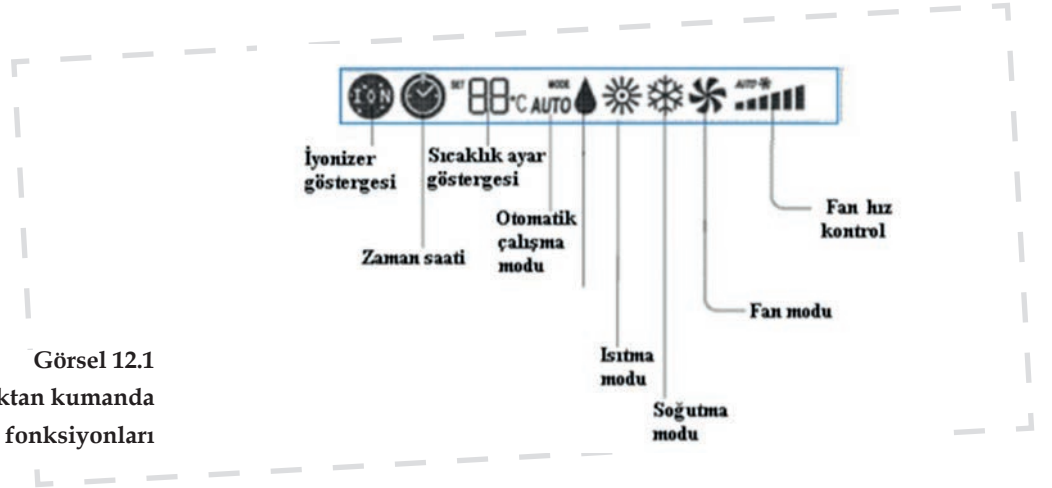 ION SET 88°C MODE AUTO AUTO
İyonizer
göstergesi
Sıcaklık ayar
göstergesi
Zaman saati
Otomatik
çalışma
modu
Fan hız
kontrol
Fan modu
Isıtma
modu
Soğutma
modu
Görsel 12.1
ktan kumanda
fonksiyonları